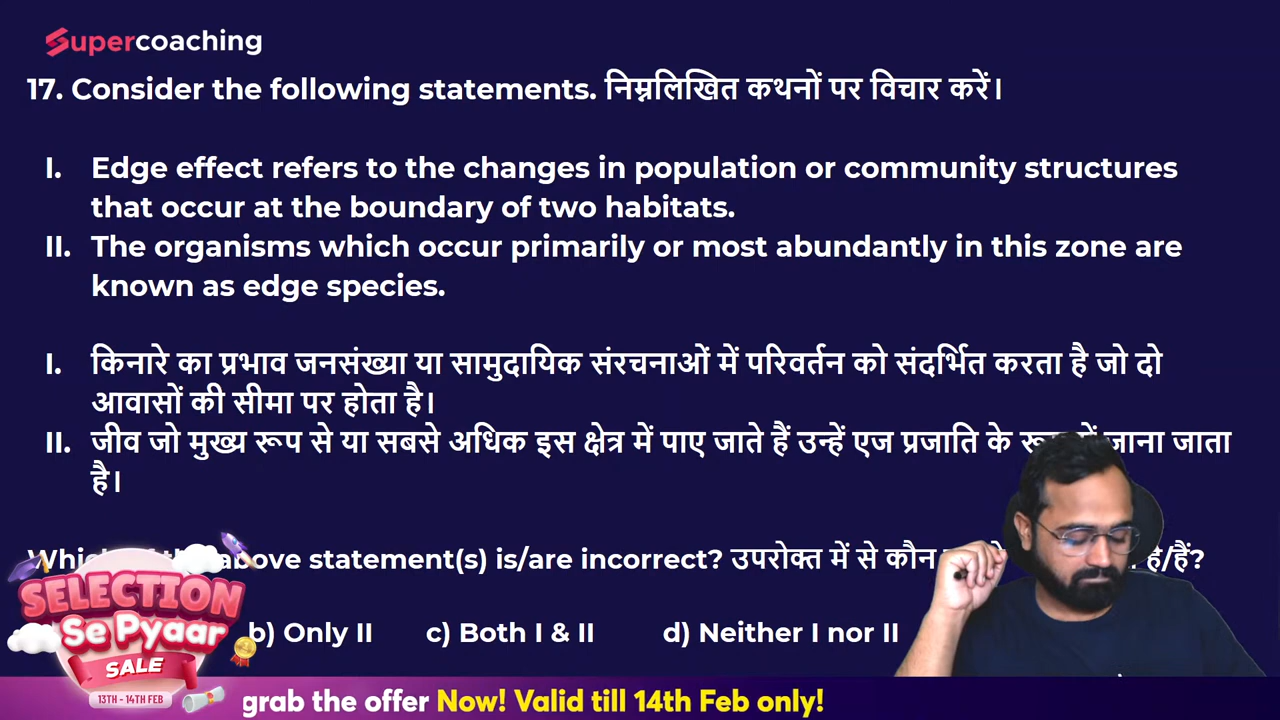 Supercoaching
17. Consider the following statements. निम्नलिखित कथनों पर विचार करें।
I. Edge effect refers to the changes in population or community structures
that occur at the boundary of two habitats.
II. The organisms which occur primarily or most abundantly in this zone are
known as edge species.
I. किनारे का प्रभाव जनसंख्या या सामुदायिक संरचनाओं में परिवर्तन को संदर्भित करता है जो दो
आवासों की सीमा पर होता है।
II. जीव जो मुख्य रूप से या सबसे अधिक इस क्षेत्र में पाए जाते हैं उन्हें एज प्रजाति के जाना जाता
है।
above statement(s) is/are incorrect? उपरोक्त में से कौन है/हैं?
b) Only II c) Both I & II d) Neither I nor II
SELECTION
Se Pyaar
SALE
13TH - 14TH FEB
grab the offer Now! Valid till 14th Feb only!